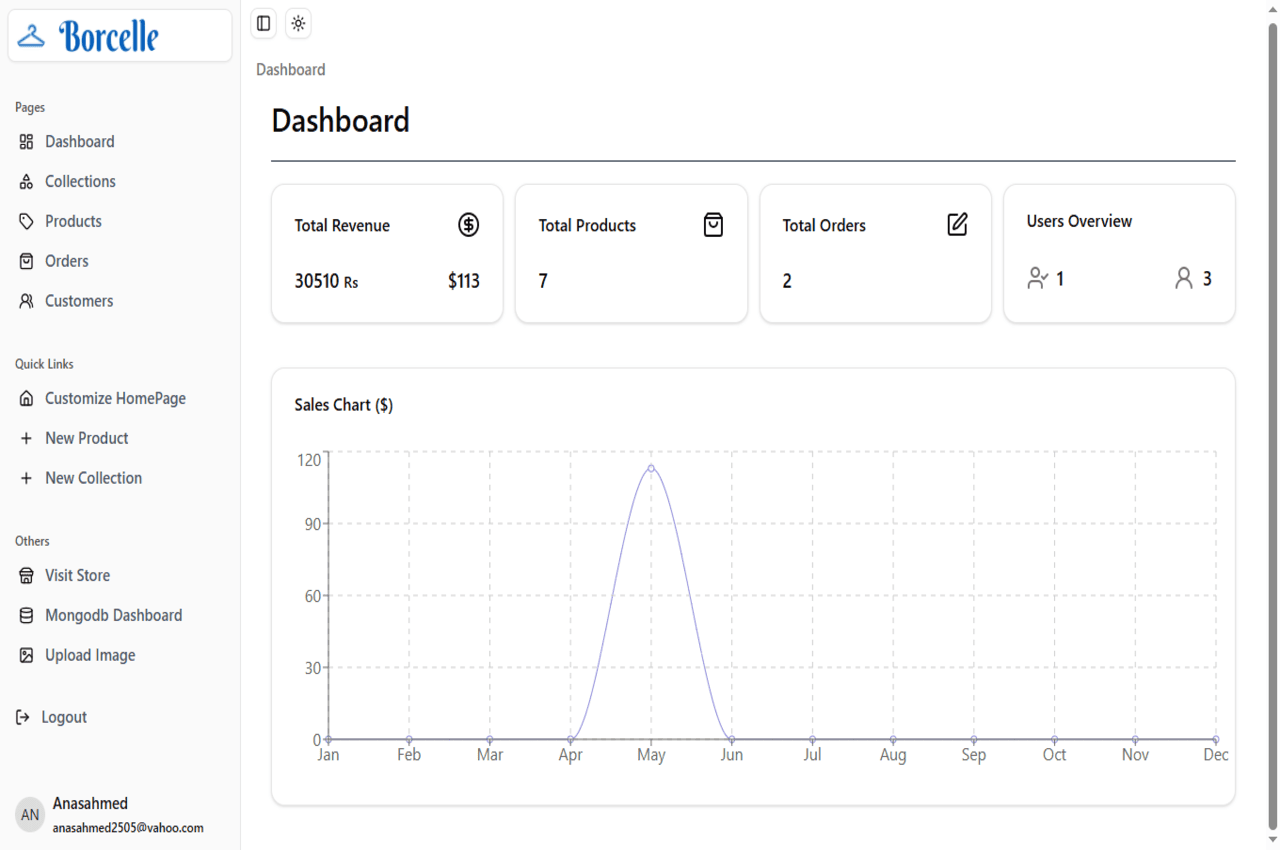 Borcelle
Pages
Dashboard
Collections
Products
Orders
Customers
Quick Links
Customize HomePage
New Product
New Collection
Others
Visit Store
Mongodb Dashboard
Upload Image
Logout
AN
Anasahmed
anasahmed2505@yahoo.com
Dashboard
Dashboard
Total Revenue
30510 Rs $113
Total Products
7
Total Orders
2
Users Overview
1 3
Sales Chart ($)
120
90
60
30
0
Jan Feb Mar Apr May Jun Jul Aug Sep Oct Nov Dec